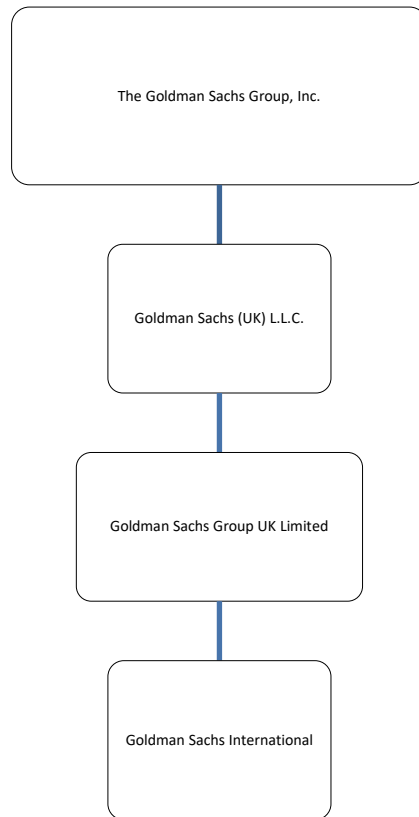 The Goldman Sachs Group, Inc.
Goldman Sachs (UK) L.L.C.
Goldman Sachs Group UK Limited
Goldman Sachs International